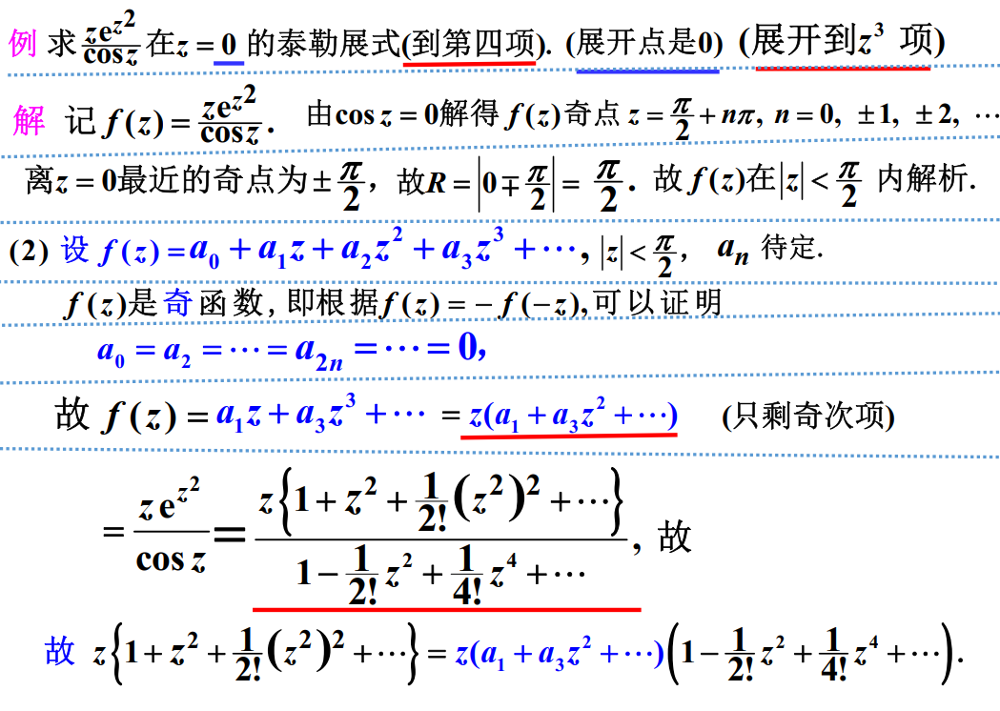 例 求 $\frac{ze^{z^2}}{\cos z}$ 在 $z=0$ 的泰勒展式(到第四项). (展开点是0) (展开到$z^3$ 项)
解 记 $f(z)=\frac{ze^{z^2}}{\cos z}$. 由$\cos z=0$解得 $f(z)$奇点 $z=\frac{\pi}{2}+n\pi, n=0, \pm 1, \pm 2, \cdots$
离$z=0$最近的奇点为$\pm\frac{\pi}{2}$, 故$R=\left|0\mp\frac{\pi}{2}\right|=\frac{\pi}{2}$. 故 $f(z)$在$|z|<\frac{\pi}{2}$ 内解析.
(2) 设 $f(z)=a_0+a_1z+a_2z^2+a_3z^3+\cdots$, $|z|<\frac{\pi}{2}$, $a_n$ 待定.
$f(z)$是奇函数, 即根据$f(z)=-f(-z)$, 可以证明
$a_0=a_2=\cdots=a_{2n}=\cdots=0$,
故 $f(z)=a_1z+a_3z^3+\cdots=z(a_1+a_3z^2+\cdots)$ (只剩奇次项)
$=\frac{ze^{z^2}}{\cos z}=\frac{z\left\{1+z^2+\frac{1}{2!}(z^2)^2+\cdots\right\}}{1-\frac{1}{2!}z^2+\frac{1}{4!}z^4+\cdots}$, 故
故 $z\left\{1+z^2+\frac{1}{2!}(z^2)^2+\cdots\right\}=z(a_1+a_3z^2+\cdots)\left(1-\frac{1}{2!}z^2+\frac{1}{4!}z^4+\cdots\right)$.